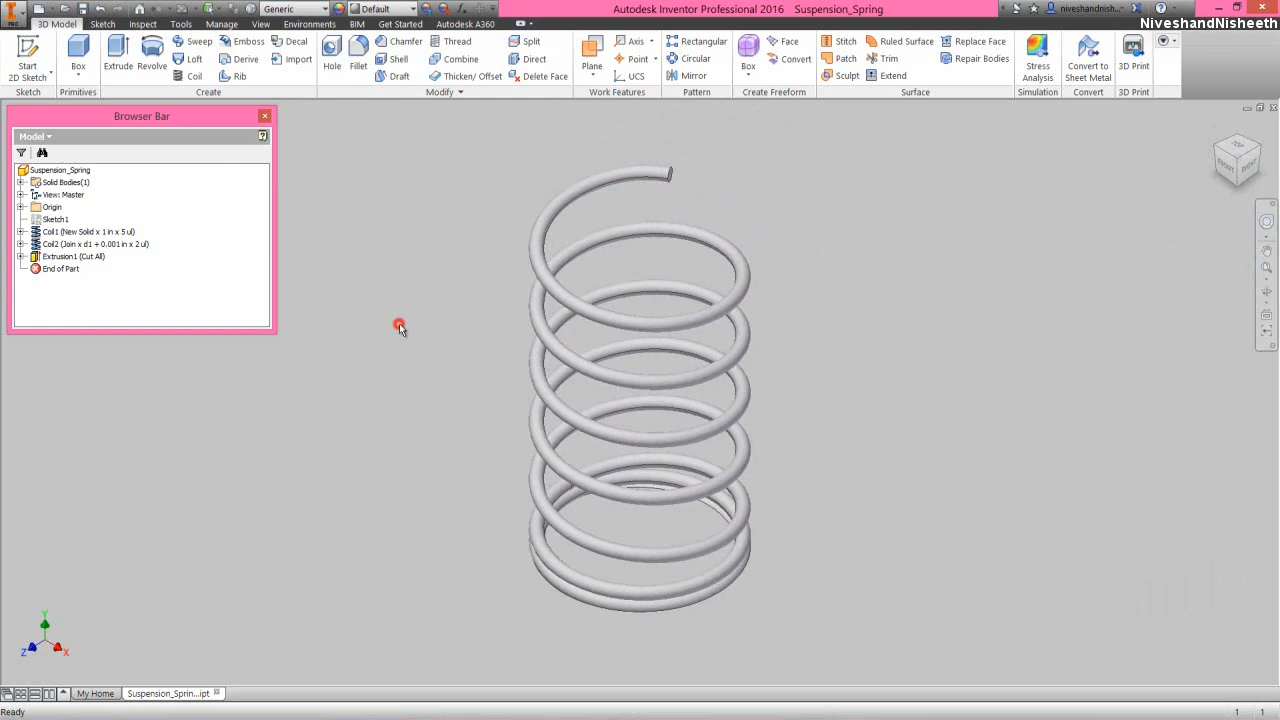 PRO
Generic
Default
Autodesk Inventor Professional 2016 Suspension_Spring
niveshandnish...
NiveshandNisheeth
3D Model Sketch Inspect Tools Manage View Environments BIM Get Started Autodesk A360
Start
2D Sketch
Box
Extrude
Revolve
Sweep
Loft
Coil
Emboss
Derive
Rib
Decal
Import
Hole
Fillet
Chamfer
Shell
Draft
Thread
Combine
Thicken/ Offset
Split
Direct
Delete Face
Plane
Axis
Point
UCS
Rectangular
Circular
Mirror
Box
Face
Convert
Stitch
Patch
Sculpt
Ruled Surface
Trim
Extend
Replace Face
Repair Bodies
Stress
Analysis
Convert to
Sheet Metal
3D Print
Sketch Primitives Create Modify Work Features Pattern Create Freeform Surface Simulation Convert 3D Print
Browser Bar
Model
Suspension_Spring
Solid Bodies(1)
View: Master
Origin
Sketch1
Coil1 (New Solid x 1 in x 5 ul)
Coil2 (Join x d1 + 0.001 in x 2 ul)
Extrusion1 (Cut All)
End of Part
TOP
FRONT
RIGHT
Y
Z
X
My Home
Suspension_Sprin...ipt
Ready
1 1